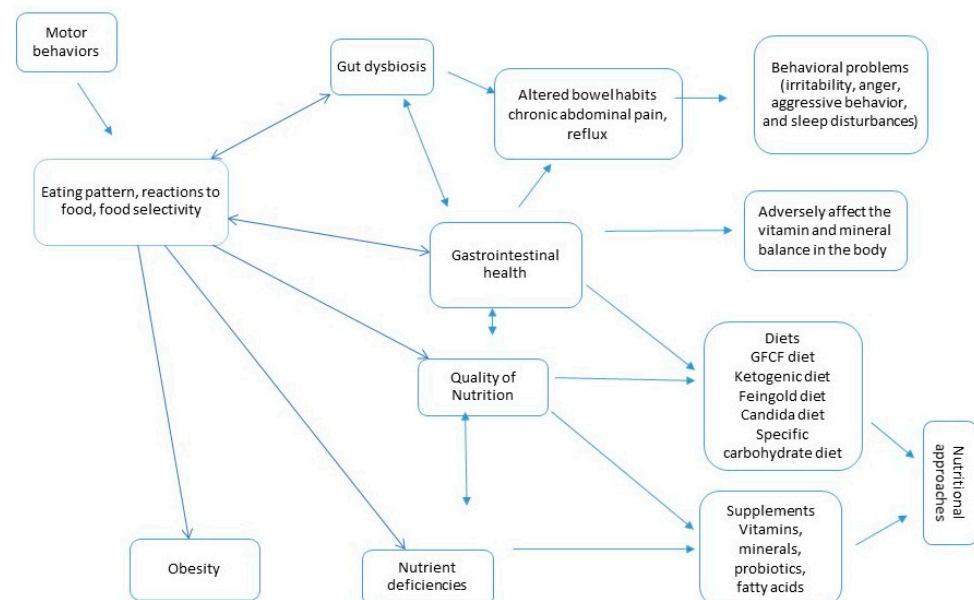 Motor
behaviors
Gut dysbiosis
Altered bowel habits
chronic abdominal pain,
reflux
Behavioral problems
(irritability, anger,
aggressive behavior,
and sleep disturbances)
Eating pattern, reactions to
food, food selectivity
Gastrointestinal
health
Adversely affect the
vitamin and mineral
balance in the body
Quality of
Nutrition
Diets
GFCF diet
Ketogenic diet
Feingold diet
Candida diet
Specific
carbohydrate diet
Nutritional
approaches
Obesity
Nutrient
deficiencies
Supplements
Vitamins,
minerals,
probiotics,
fatty acids